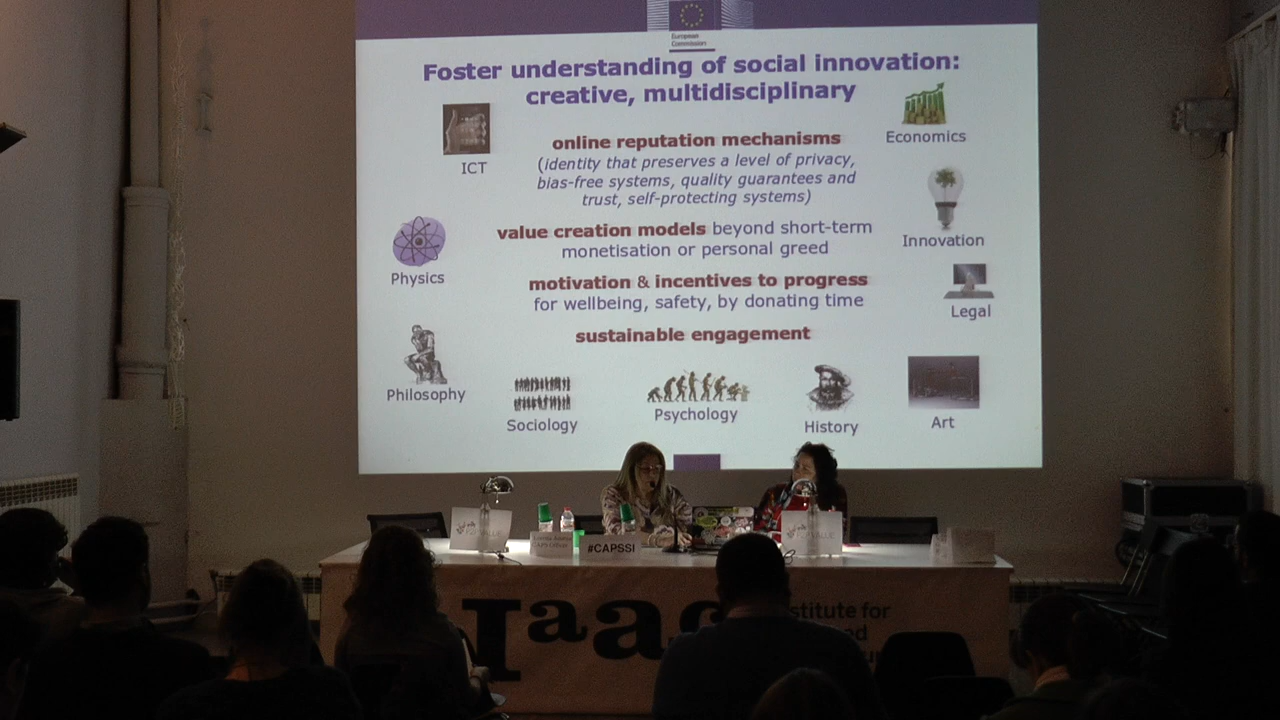 European
Commission
Foster understanding of social innovation:
creative, multidisciplinary
ICT
Economics
online reputation mechanisms
(identity that preserves a level of privacy,
bias-free systems, quality guarantees and
trust, self-protecting systems)
Innovation
value creation models beyond short-term
monetisation or personal greed
Physics
motivation & incentives to progress
for wellbeing, safety, by donating time
Legal
sustainable engagement
Philosophy
Sociology
Psychology
History
Art
P2P VALUE
#CAPSSI
Iaac
stitute for